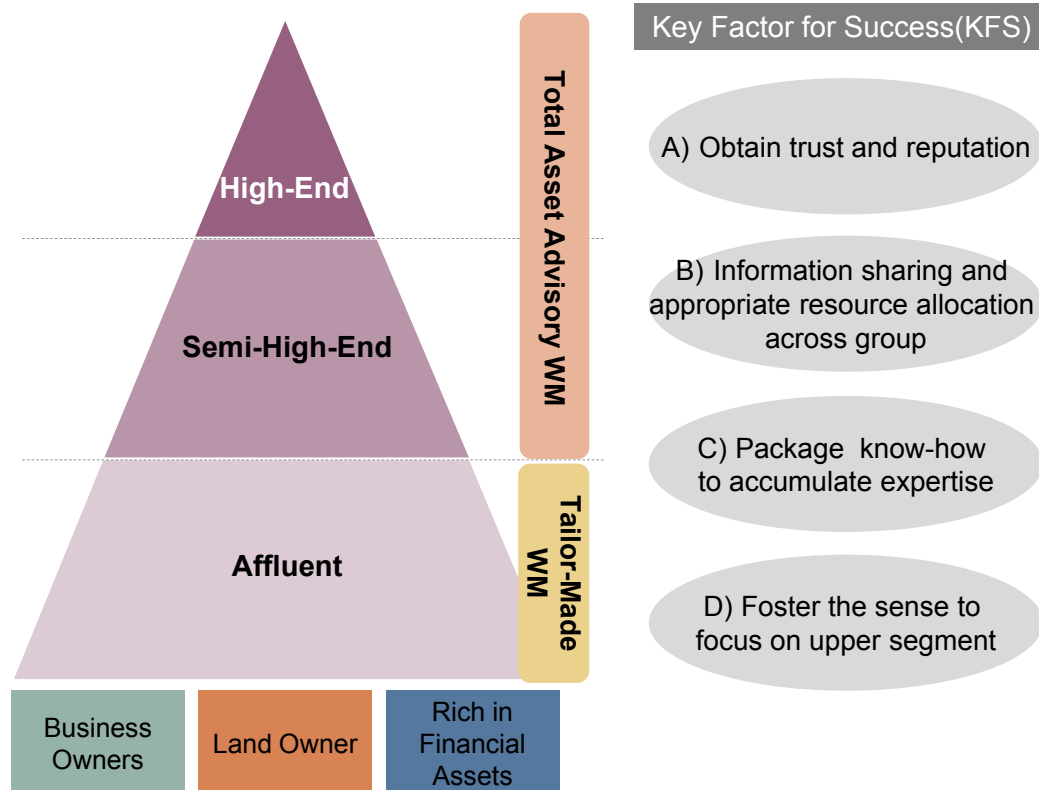 Key Factor for Success(KFS)
High-End
Semi-High-End
Affluent
Total Asset Advisory WM
Tailor-Made
WM
A) Obtain trust and reputation
B) Information sharing and
appropriate resource allocation
across group
C) Package  know-how
to accumulate expertise
D) Foster the sense to
focus on upper segment
Business
Owners
Land Owner
Rich in
Financial
Assets